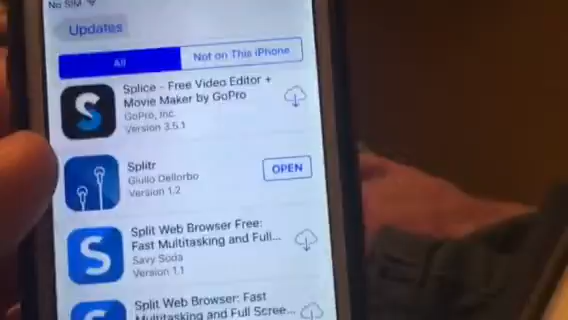 No SIM
Updates
All
Not on This iPhone
Splice - Free Video Editor +
Movie Maker by GoPro
GoPro, Inc.
Version 3.5.1
Splitr
Giulio Dellorbo
Version 1.2
OPEN
Split Web Browser Free:
Fast Multitasking and Full...
Savy Soda
Version 1.1
Split Web Browser: Fast
Multitasking and Full Scree...